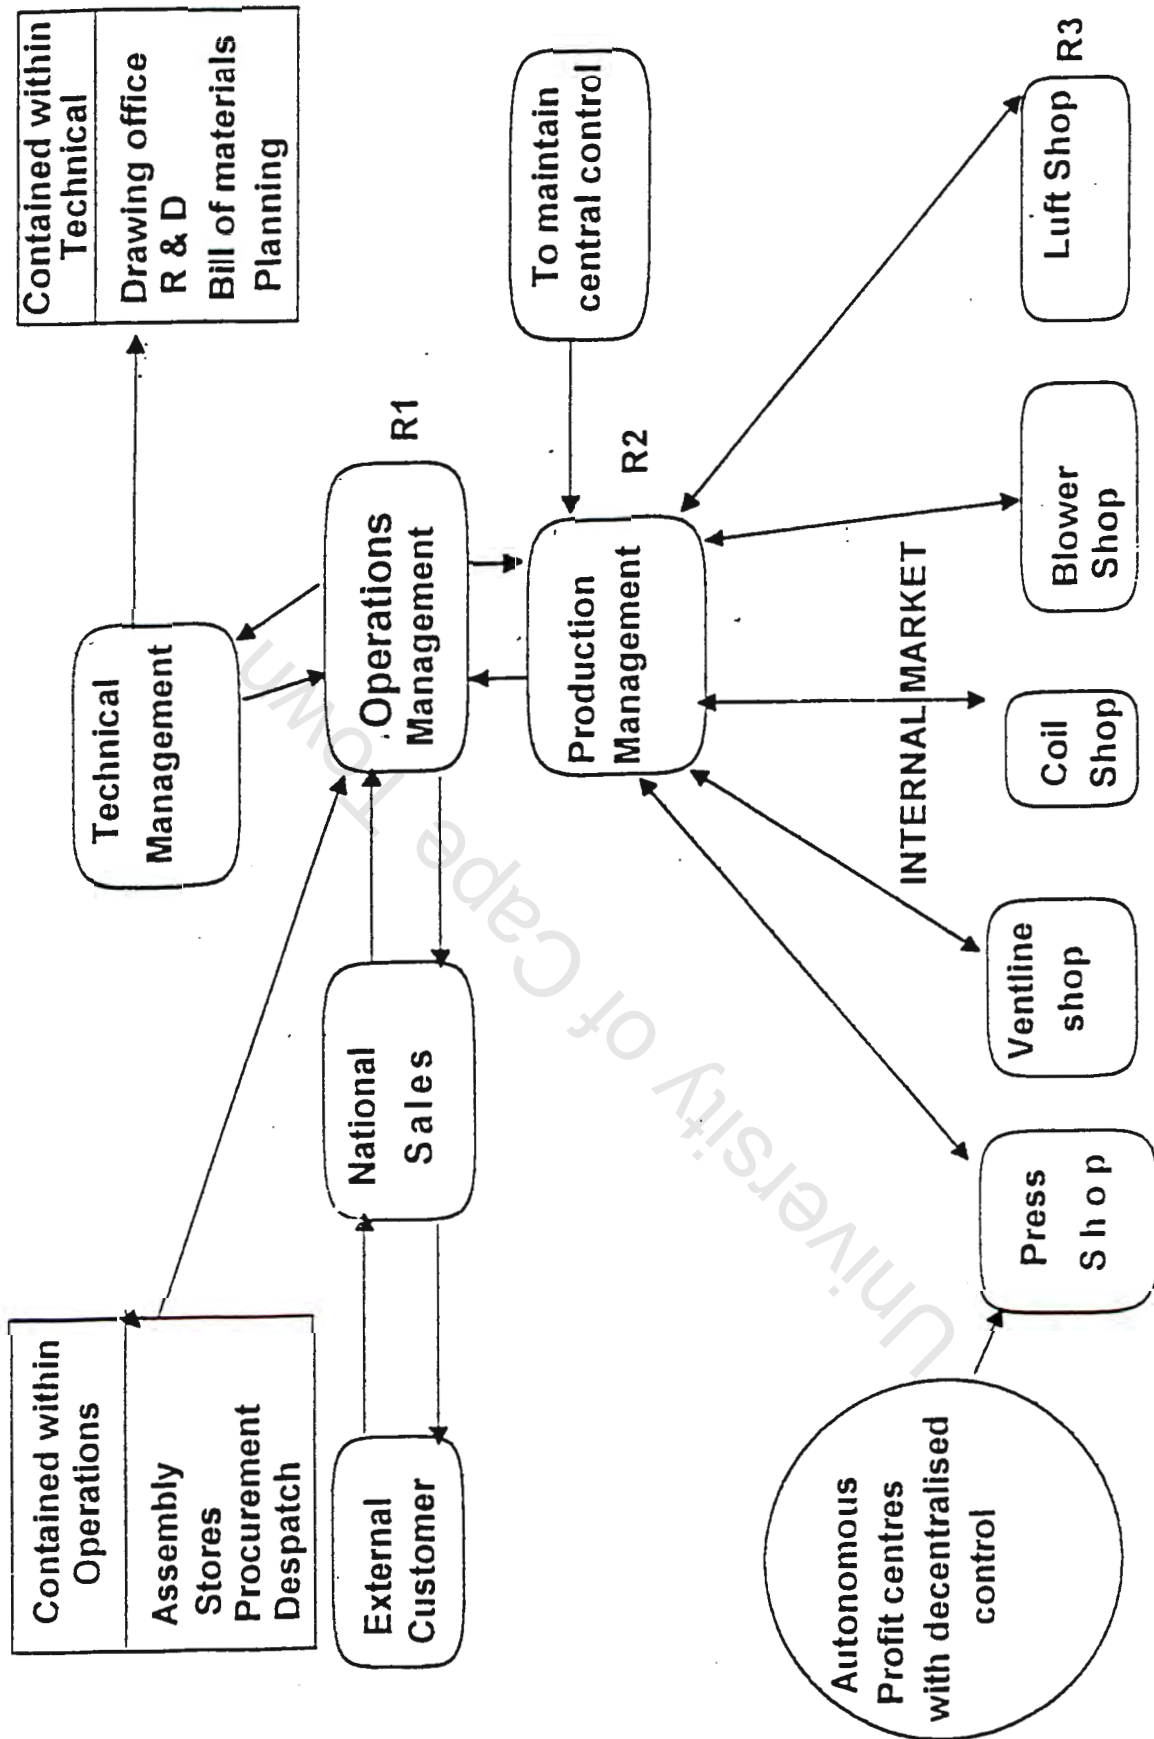 Contained within
Operations
Assembly
Stores
Procurement
Despatch
Contained within
Technical
Drawing office
R & D
Bill of materials
Planning
Technical
Management
External
Customer
National
Sales
Operations
Management
R1
To maintain
central control
Production
Management
R2
INTERNAL MARKET
Autonomous
Profit centres
with decentralised
control
Press
Shop
Ventline
shop
Coil
Shop
Blower
Shop
Luft Shop
R3
University of Cape Town